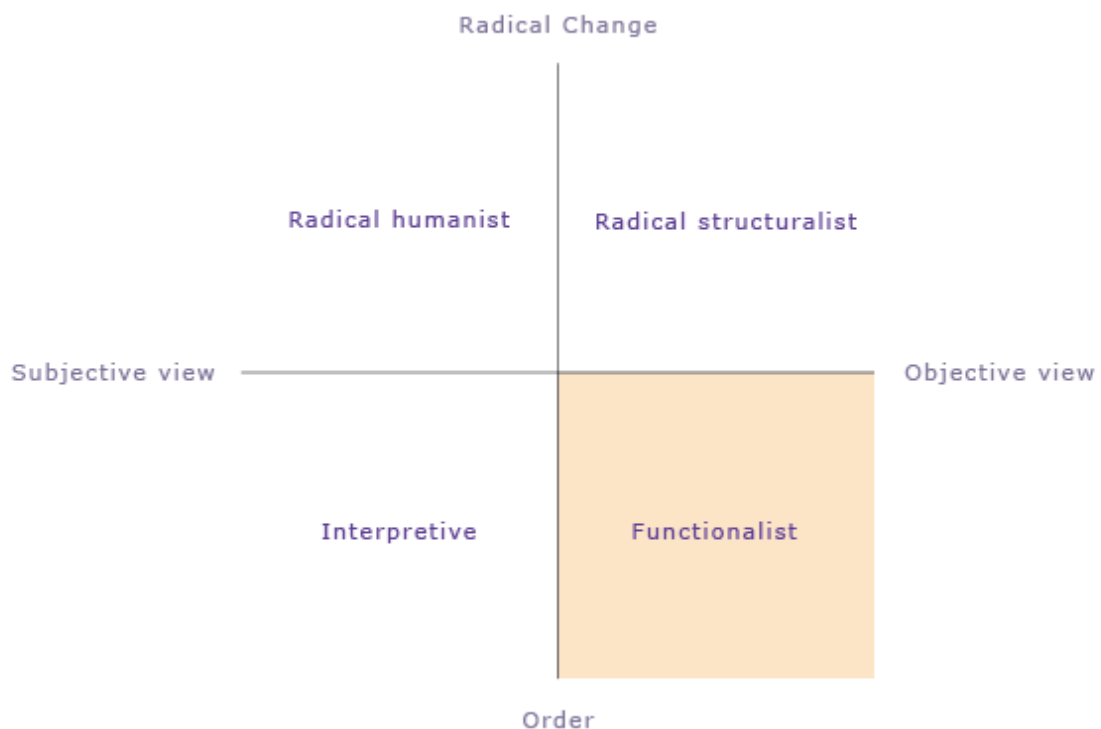 Radical Change
Radical humanist
Radical structuralist
Subjective view
Objective view
Interpretive
Functionalist
Order